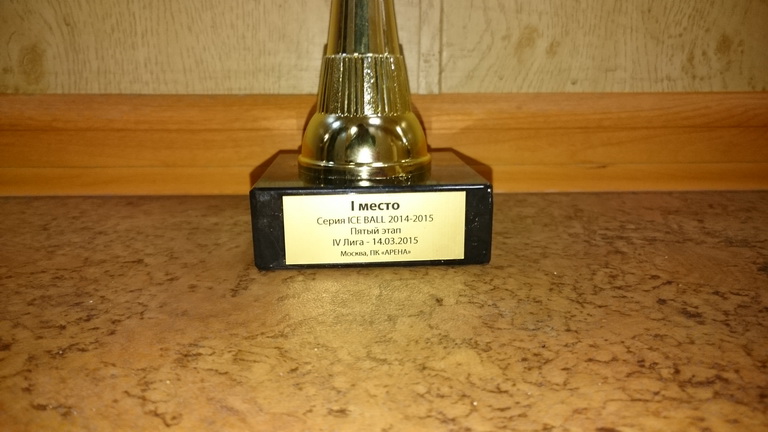 I место
Серия ICE BALL 2014-2015
Пятый этап
IV Лига - 14.03.2015
Москва, ПК «АРЕНА»